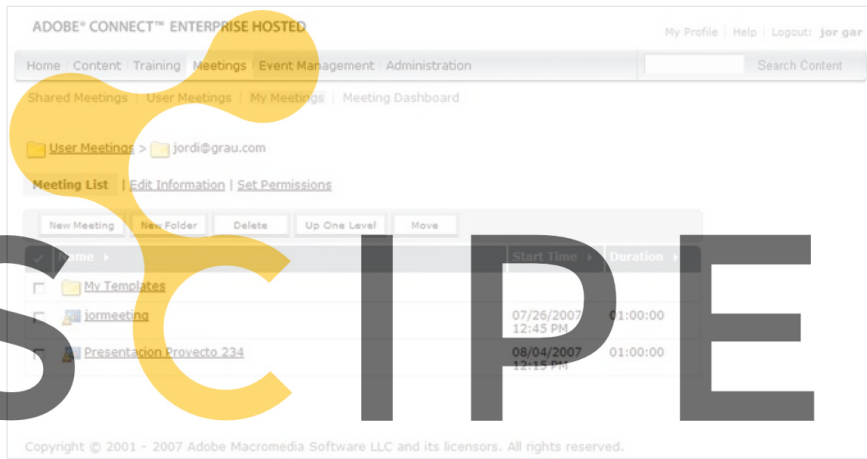 ADOBE® CONNECT™ ENTERPRISE HOSTED
My Profile | Help | Logout: jor gar
Home | Content | Training | Meetings | Event Management | Administration
Search Content
Shared Meetings | User Meetings | My Meetings | Meeting Dashboard
User Meetings > jordi@grau.com
Meeting List | Edit Information | Set Permissions
New Meeting New Folder Delete Up One Level Move
Name Start Time Duration
My Templates
jormeeting 07/26/2007 12:45 PM 01:00:00
Presentacion Proyecto 234 08/04/2007 12:15 PM 01:00:00
SCIPE
Copyright © 2001 - 2007 Adobe Macromedia Software LLC and its licensors. All rights reserved.